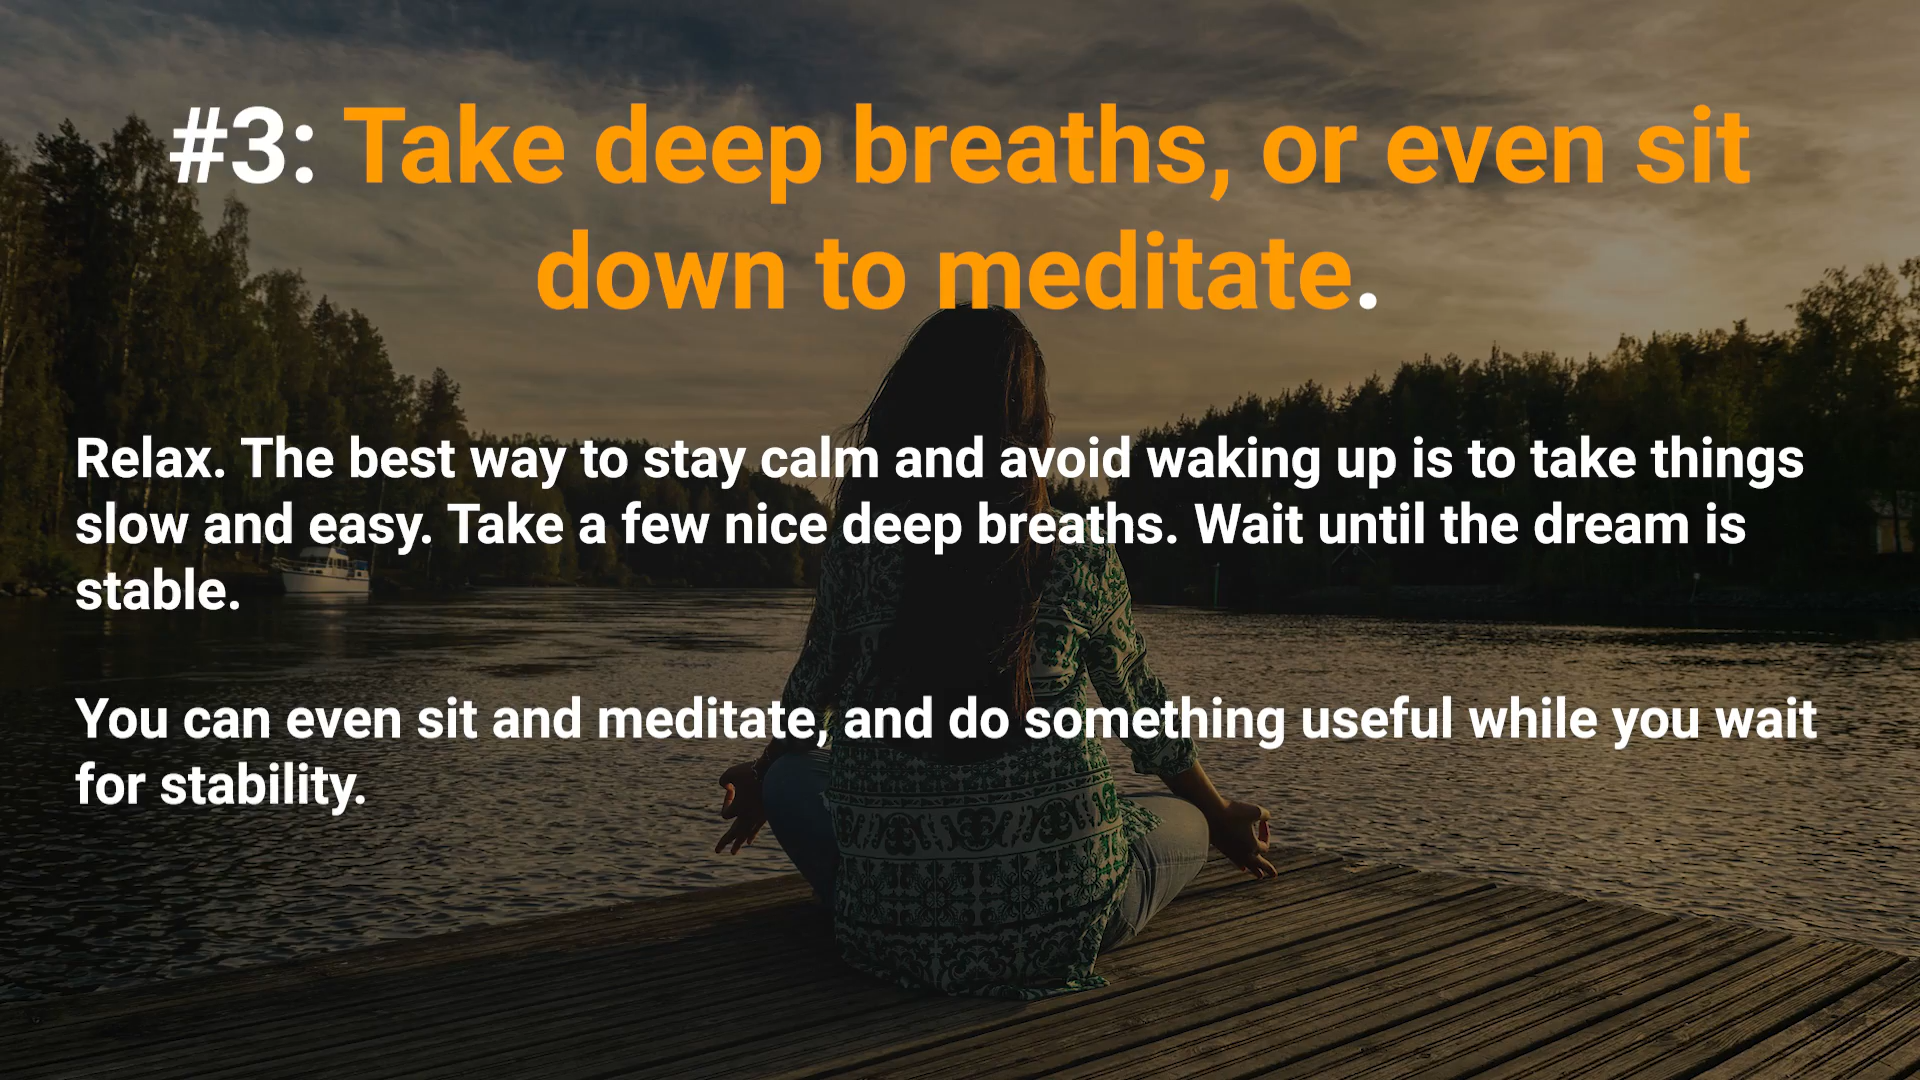 #3: Take deep breaths, or even sit
down to meditate.
Relax. The best way to stay calm and avoid waking up is to take things
slow and easy. Take a few nice deep breaths. Wait until the dream is
stable.
You can even sit and meditate, and do something useful while you wait
for stability.